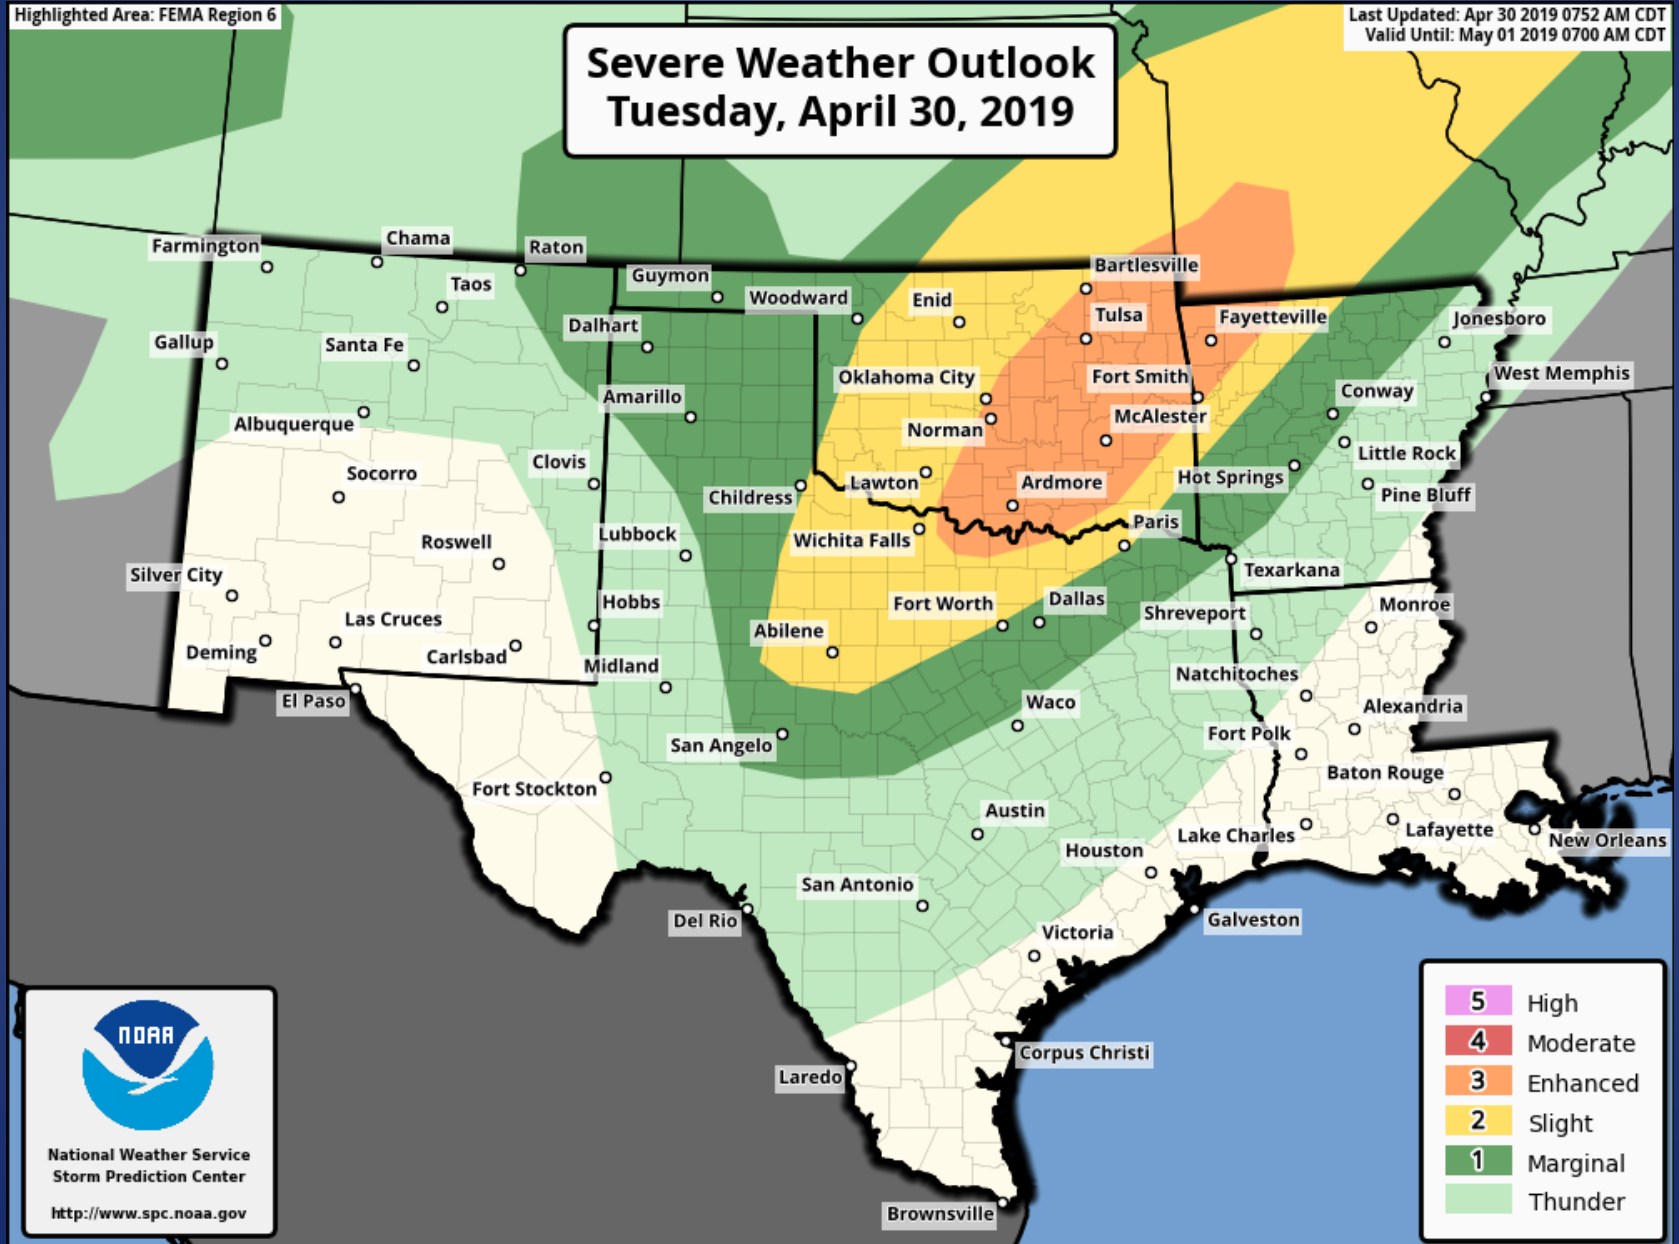 Highlighted Area: FEMA Region 6
Last Updated: Apr 30 2019 0752 AM CDT
Valid Until: May 01 2019 0700 AM CDT
Severe Weather Outlook
Tuesday, April 30, 2019
Farmington
Chama
Raton
Taos
Guymon
Woodward
Enid
Bartlesville
Gallup
Santa Fe
Dalhart
Tulsa
Fayetteville
Jonesboro
Albuquerque
Amarillo
Oklahoma City
Fort Smith
Conway
West Memphis
Norman
McAlester
Socorro
Clovis
Childress
Lawton
Ardmore
Hot Springs
Little Rock
Pine Bluff
Roswell
Lubbock
Wichita Falls
Paris
Silver City
Texarkana
Las Cruces
Hobbs
Fort Worth
Dallas
Shreveport
Monroe
Deming
Carlsbad
Midland
Abilene
Natchitoches
El Paso
San Angelo
Waco
Fort Polk
Alexandria
Fort Stockton
Baton Rouge
Austin
Houston
Lake Charles
Lafayette
New Orleans
San Antonio
Del Rio
Victoria
Galveston
Corpus Christi
Laredo
Brownsville
NOAA
National Weather Service
Storm Prediction Center
http://www.spc.noaa.gov
5 High
4 Moderate
3 Enhanced
2 Slight
1 Marginal
Thunder